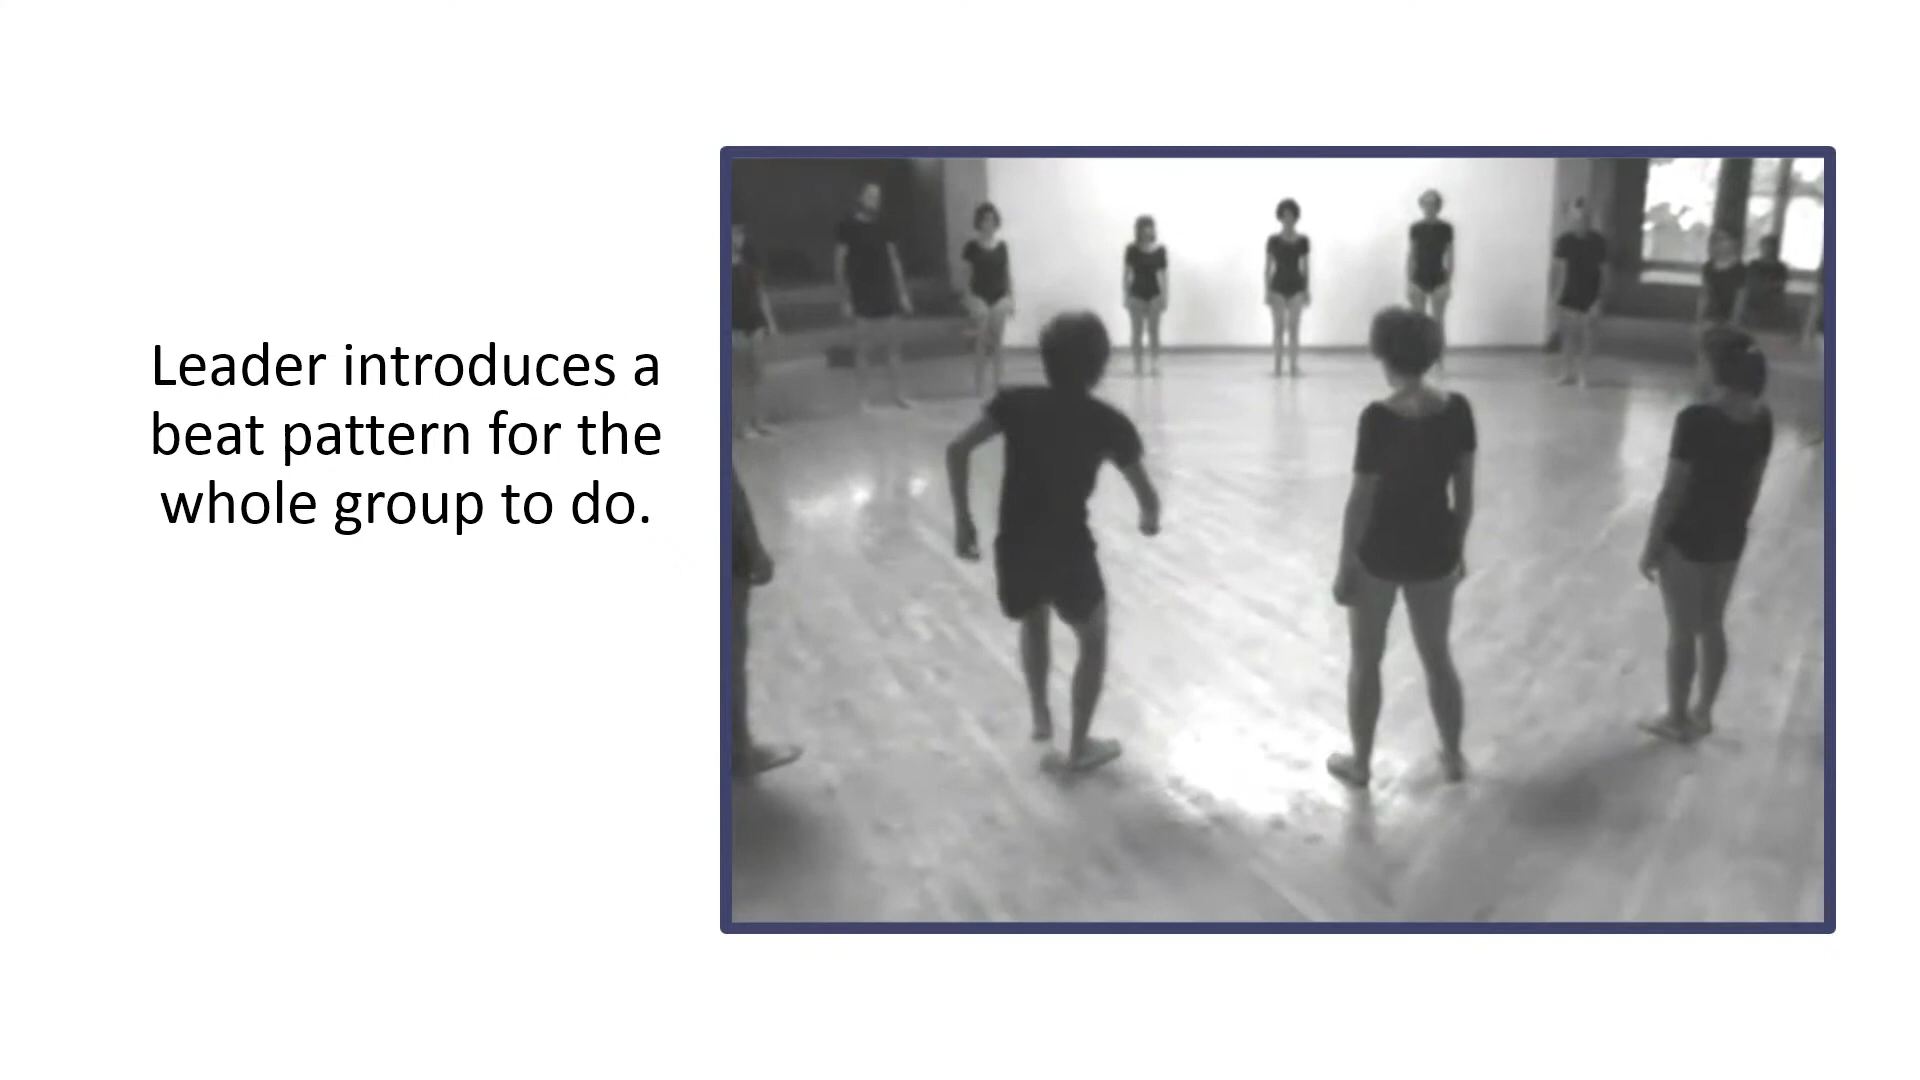 Leader introduces a
beat pattern for the
whole group to do.